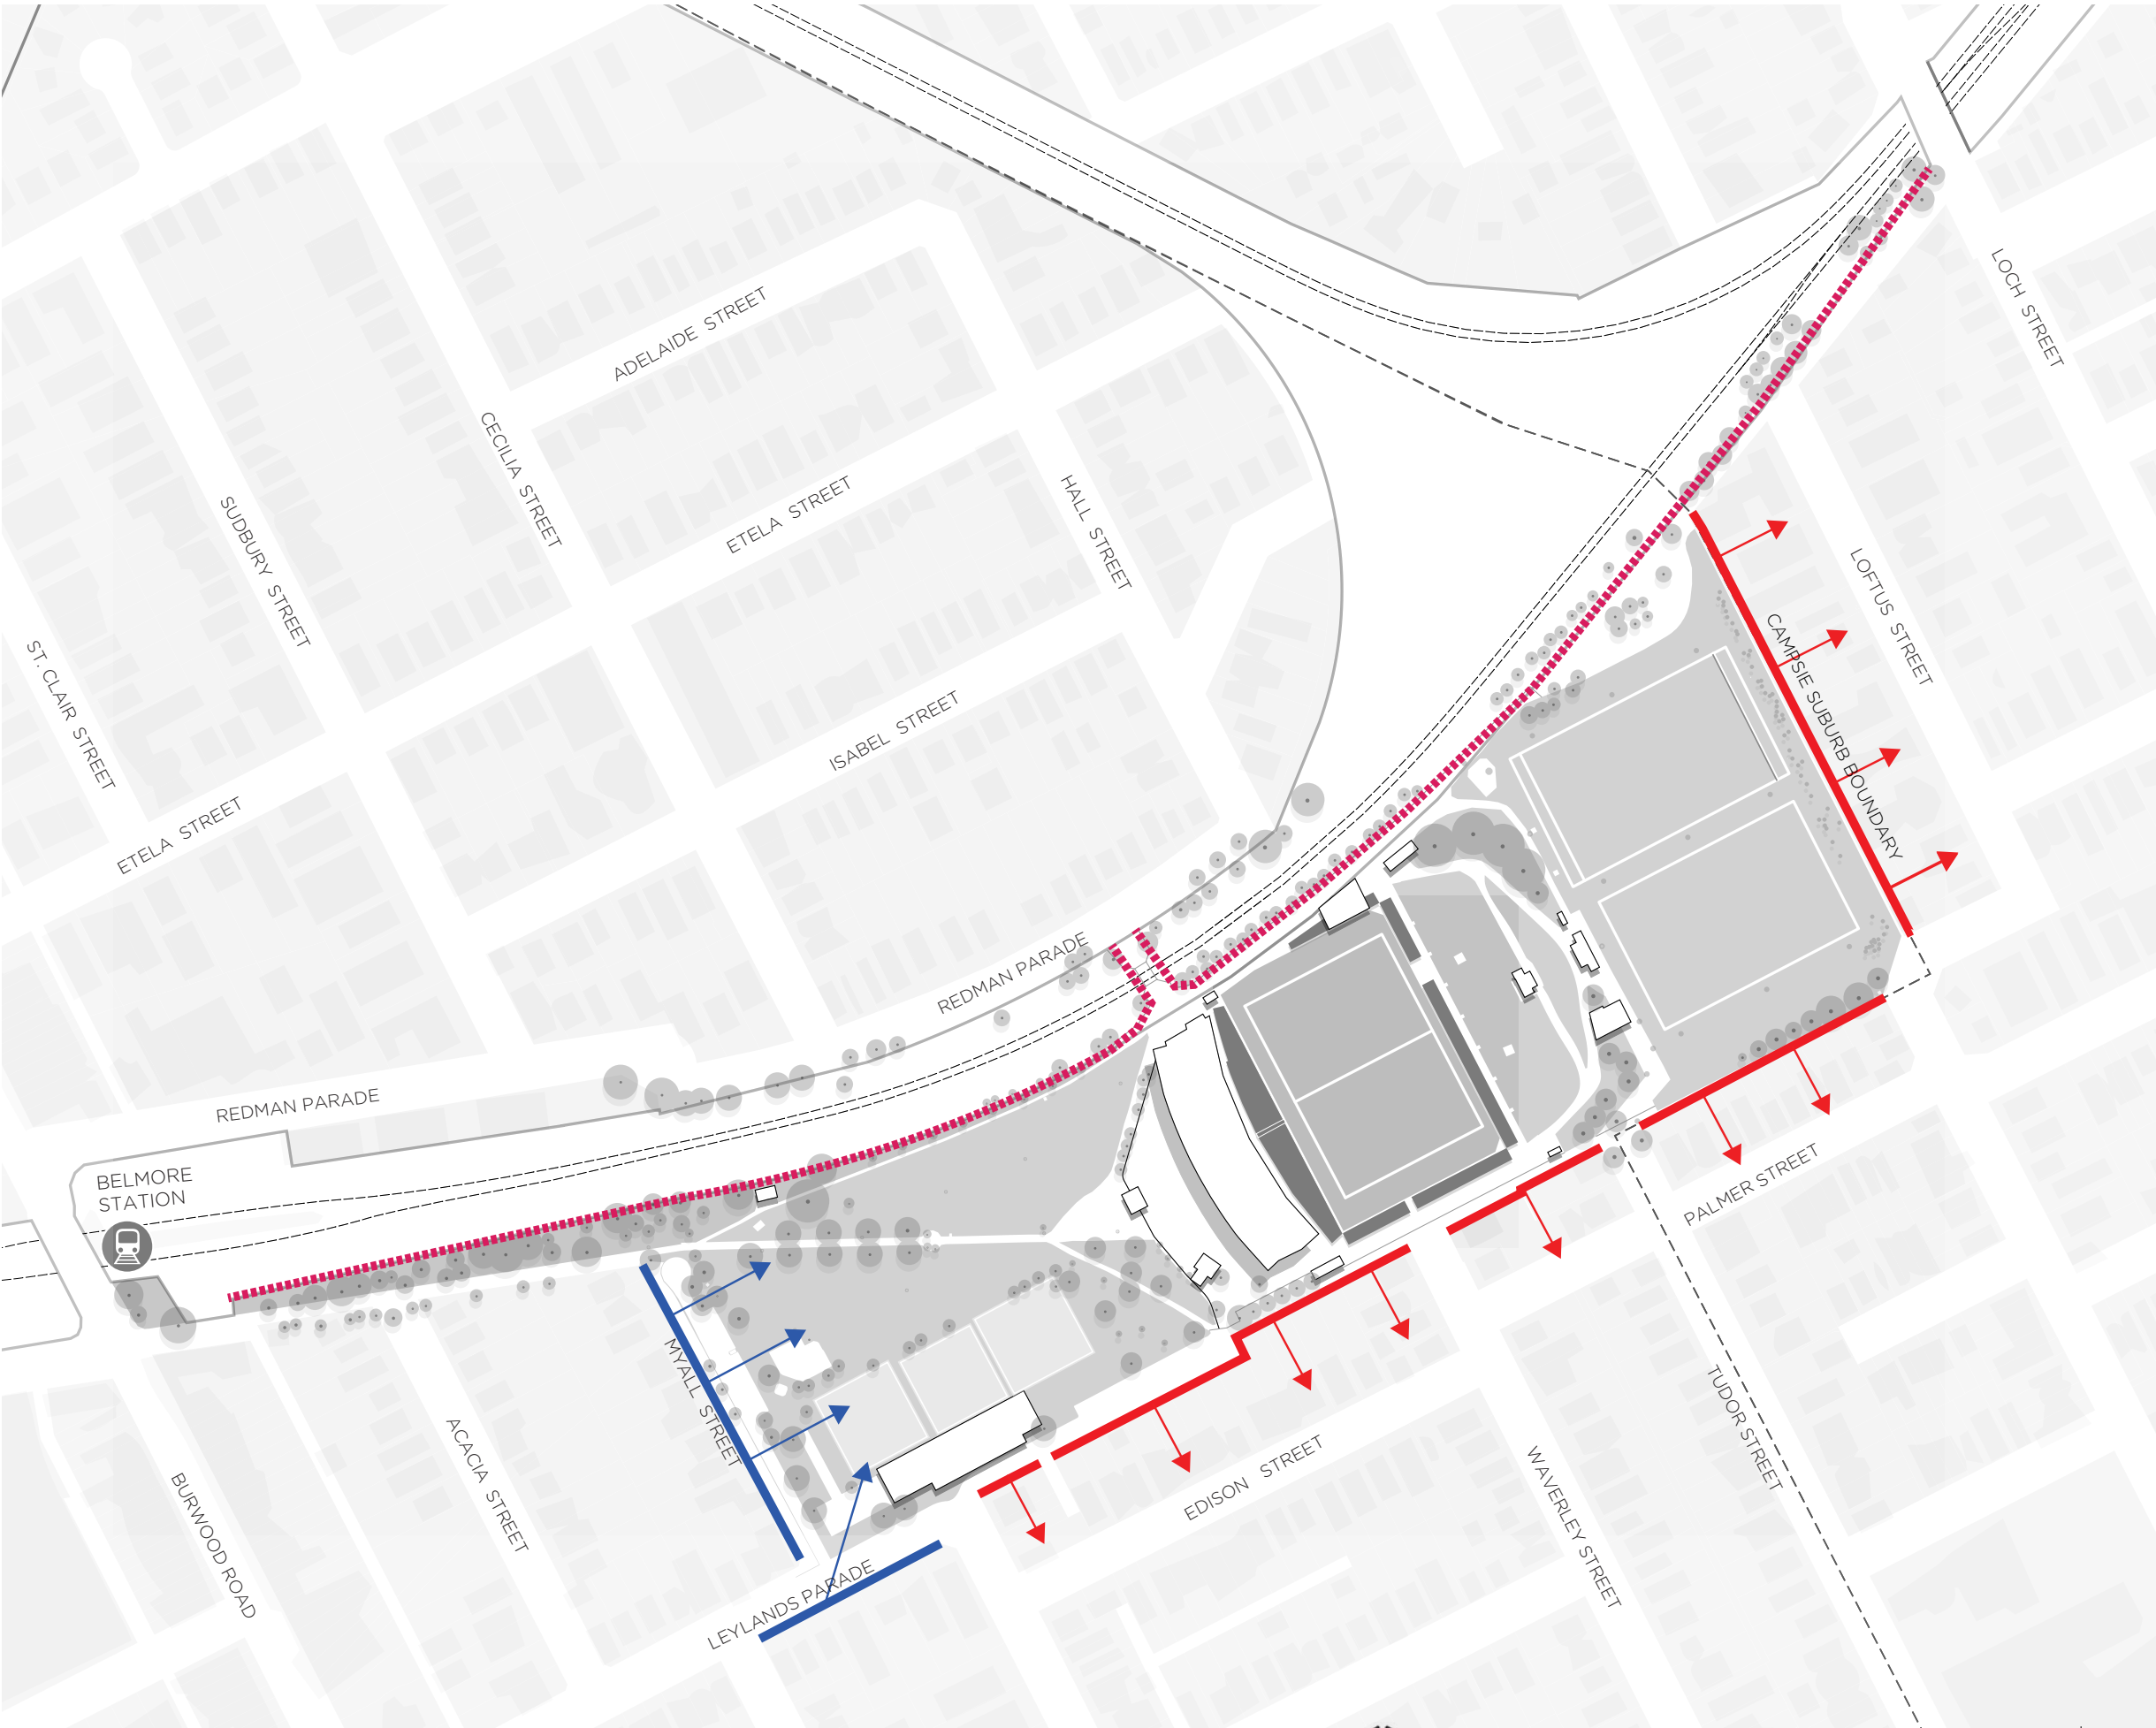 LOCH STREET
ADELAIDE STREET
CECILIA STREET
ETELA STREET
HALL STREET
SUDBURY STREET
LOFTUS STREET
CAMPSIE SUBURB BOUNDARY
ST. CLAIR STREET
ISABEL STREET
ETELA STREET
REDMAN PARADE
REDMAN PARADE
BELMORE
STATION
PALMER STREET
MYALL STREET
TUDOR STREET
ACACIA STREET
EDISON STREET
WAVERLEY STREET
BURWOOD ROAD
LEYLANDS PARADE